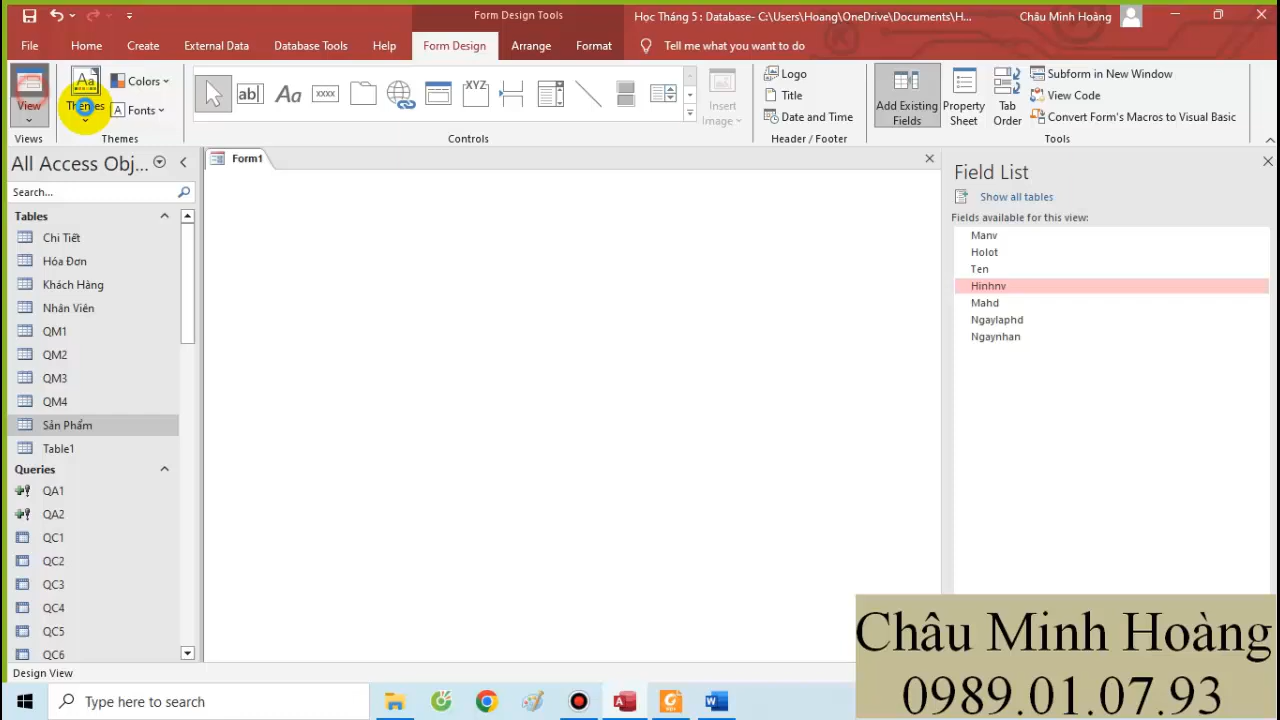 Form Design Tools
Học Tháng 5 : Database- C:\Users\Hoang\OneDrive\Documents\H...
Châu Minh Hoàng
File
Home
Create
External Data
Database Tools
Help
Form Design
Arrange
Format
Tell me what you want to do
View
Themes
Colors
Fonts
ab|
Aa
xxxx
XYZ
Insert
Image
Logo
Title
Date and Time
Add Existing
Fields
Property
Sheet
Tab
Order
Subform in New Window
View Code
Convert Form's Macros to Visual Basic
Views
Themes
Controls
Header / Footer
Tools
All Access Obj...
Search...
Tables
Chi Tiết
Hóa Đơn
Khách Hàng
Nhân Viên
QM1
QM2
QM3
QM4
Sản Phẩm
Table1
Queries
QA1
QA2
QC1
QC2
QC3
QC4
QC5
QC6
Form1
Field List
Show all tables
Fields available for this view:
Manv
Holot
Ten
Hinhnv
Mahd
Ngaylaphd
Ngaynhan
Design View
Type here to search
Châu Minh Hoàng
0989.01.07.93